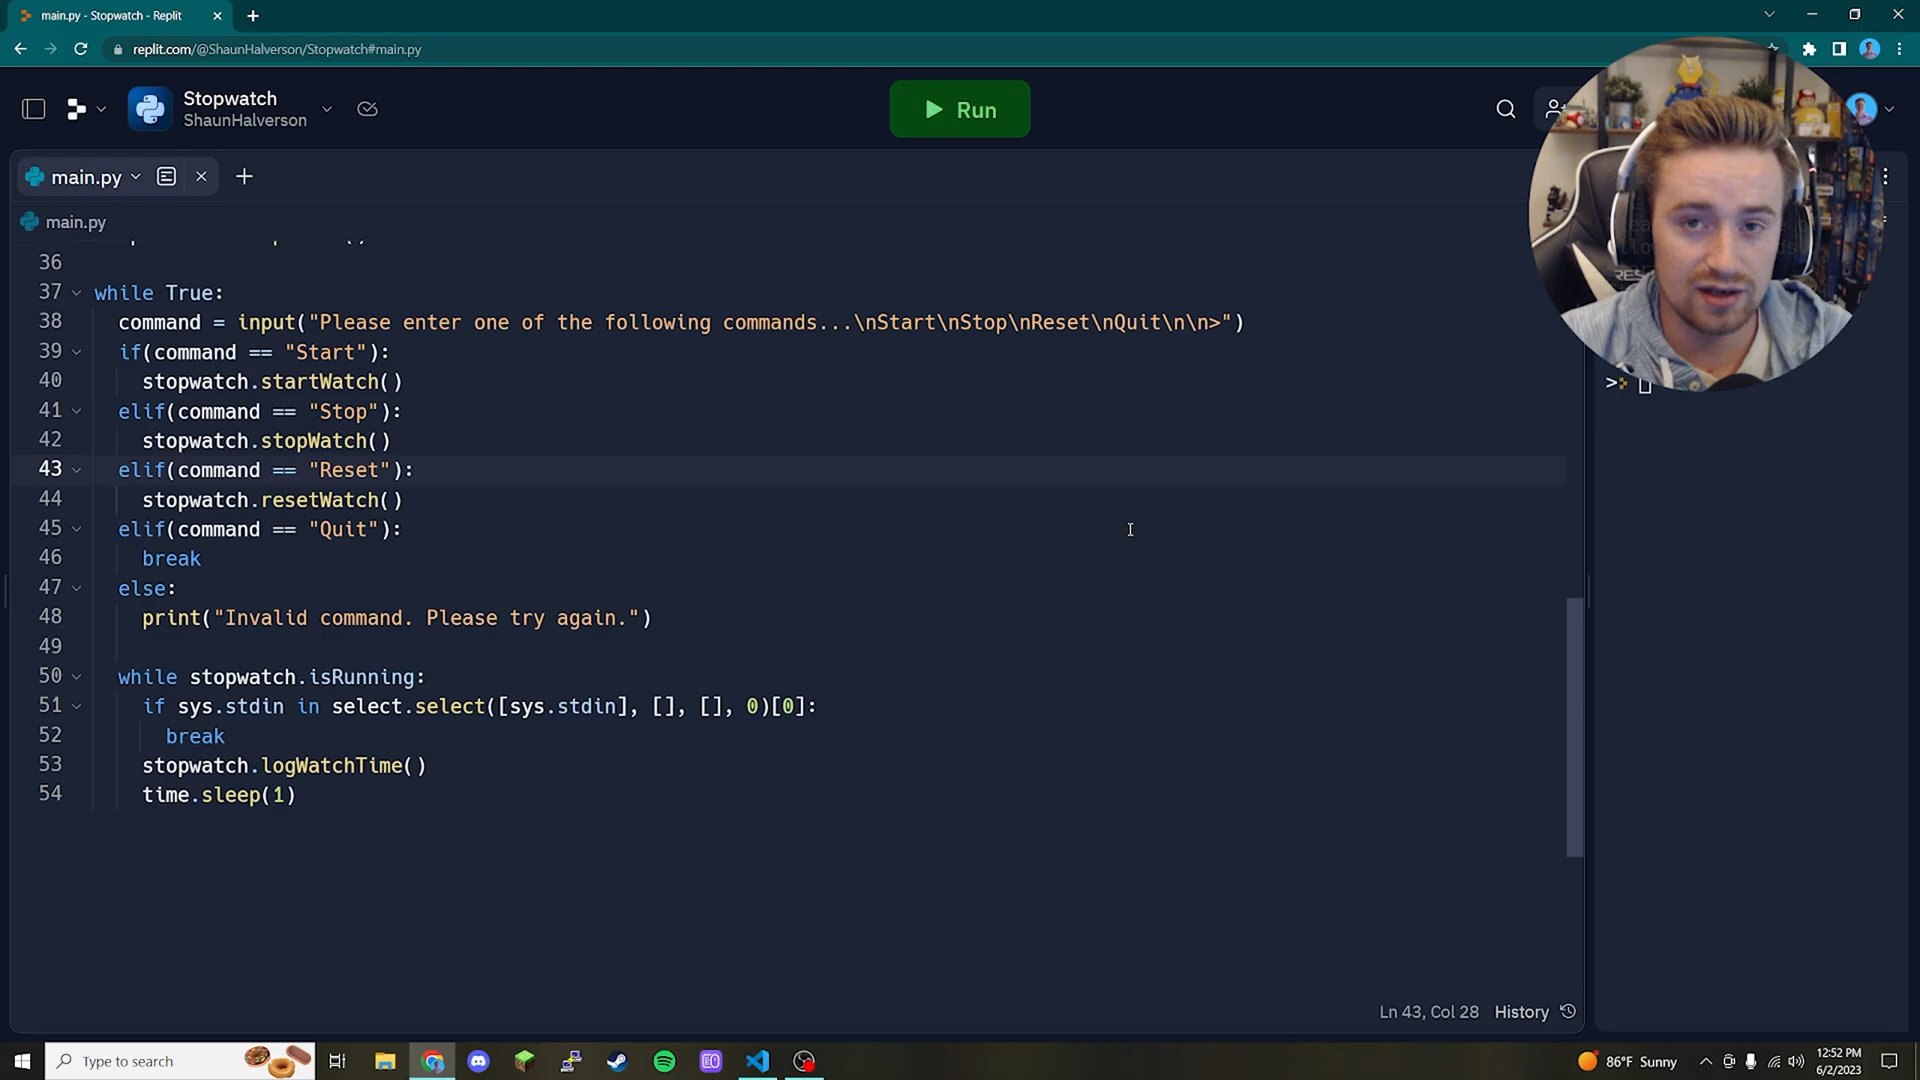 main.py - Stopwatch - Replit
replit.com/@ShaunHalverson/Stopwatch#main.py
Stopwatch
ShaunHalverson
Run
main.py
main.py
36
37 while True:
38 command = input("Please enter one of the following commands...\nStart\nStop\nReset\nQuit\n\n>")
39 if(command == "Start"):
40 stopwatch.startWatch()
41 elif(command == "Stop"):
42 stopwatch.stopWatch()
43 elif(command == "Reset"):
44 stopwatch.resetWatch()
45 elif(command == "Quit"):
46 break
47 else:
48 print("Invalid command. Please try again.")
49
50 while stopwatch.isRunning:
51 if sys.stdin in select.select([sys.stdin], [], [], 0)[0]:
52 break
53 stopwatch.logWatchTime()
54 time.sleep(1)
>
Ln 43, Col 28 History
Type to search
86°F Sunny
12:52 PM
6/2/2023